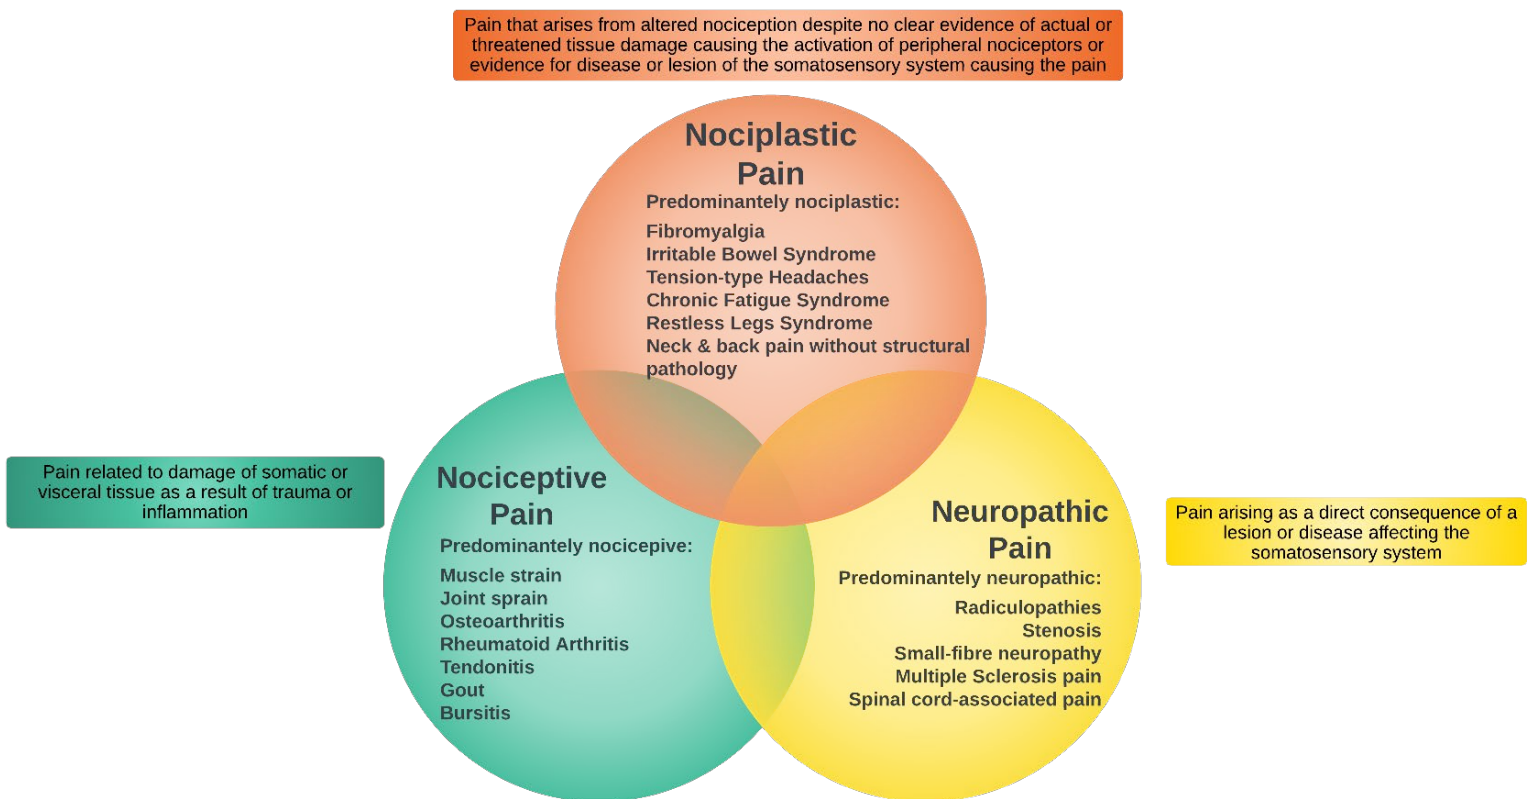 Pain that arises from altered nociception despite no clear evidence of actual or
threatened tissue damage causing the activation of peripheral nociceptors or
evidence for disease or lesion of the somatosensory system causing the pain
Nociplastic
Pain
Predominantely nociplastic:
Fibromyalgia
Irritable Bowel Syndrome
Tension-type Headaches
Chronic Fatigue Syndrome
Restless Legs Syndrome
Neck & back pain without structural
pathology
Pain related to damage of somatic or
visceral tissue as a result of trauma or
inflammation
Nociceptive
Pain
Predominantely nocicepive:
Muscle strain
Joint sprain
Osteoarthritis
Rheumatoid Arthritis
Tendonitis
Gout
Bursitis
Neuropathic
Pain
Predominantely neuropathic:
Radiculopathies
Stenosis
Small-fibre neuropathy
Multiple Sclerosis pain
Spinal cord-associated pain
Pain arising as a direct consequence of a
lesion or disease affecting the
somatosensory system